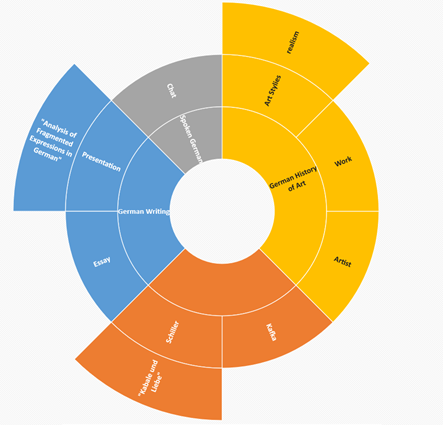 realism
Art Stylies
German History
of Art
Work
Artist
Kafka
Schiller
"Kabale und
Liebe"
German Writing
Essay
Presentation
"Analysis of
Fragmented
Expressions in
German"
Spoken German
Chat